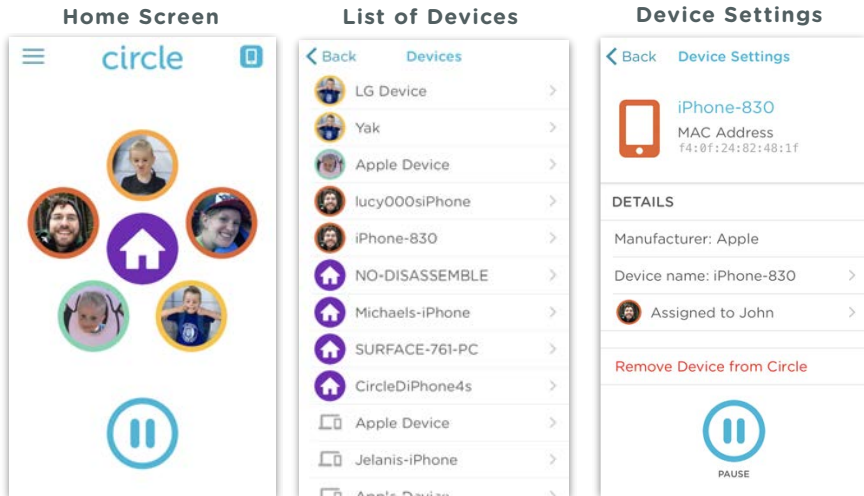 Home Screen
circle
List of Devices
Back Devices
LG Device
Yak
Apple Device
lucy000siPhone
iPhone-830
NO-DISASSEMBLE
Michaels-iPhone
SURFACE-761-PC
CircleDiPhone4s
Apple Device
Jelanis-iPhone
Device Settings
Back Device Settings
iPhone-830
MAC Address
f4:0f:24:82:48:1f
DETAILS
Manufacturer: Apple
Device name: iPhone-830
Assigned to John
Remove Device from Circle
PAUSE